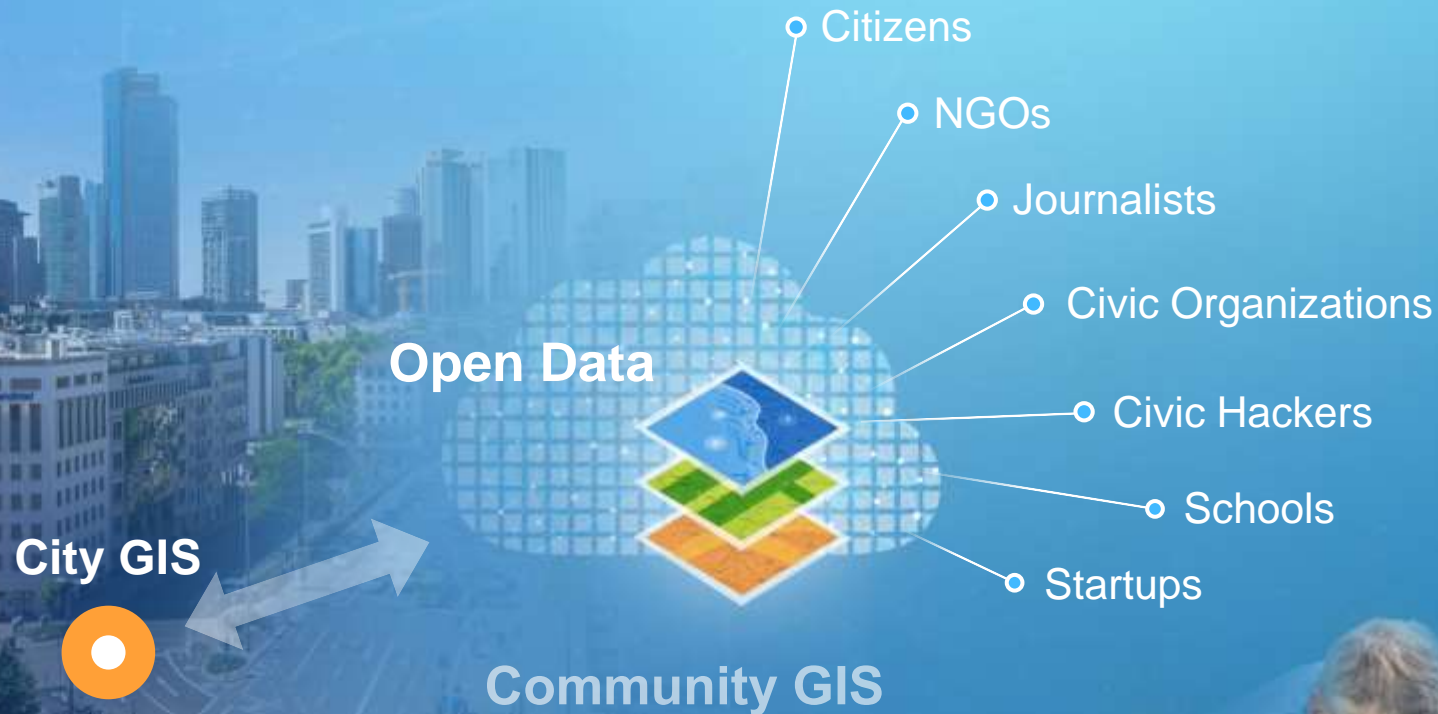 Citizens
NGOs
Journalists
Civic Organizations
Open Data
Civic Hackers
Schools
City GIS
Startups
Community GIS